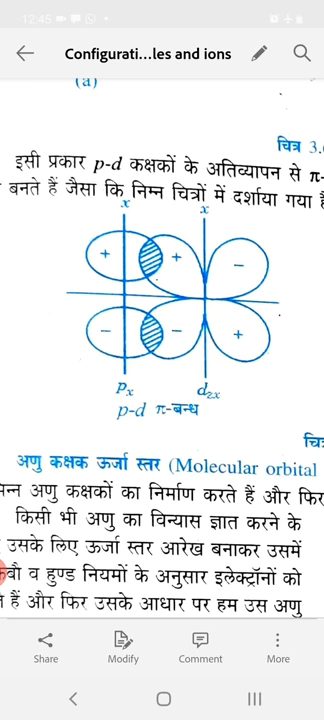 12:45
Configurati...les and ions
(a)
चित्र 3.
इसी प्रकार p-d कक्षकों के अतिव्यापन से π-
बनते हैं जैसा कि निम्न चित्रों में दर्शाया गया है
x x
+ + −
− − +
Px d2x
p-d π-बन्ध
चि
अणु कक्षक ऊर्जा स्तर (Molecular orbital
भिन्न अणु कक्षकों का निर्माण करते हैं और फिर
किसी भी अणु का विन्यास ज्ञात करने के
उसके लिए ऊर्जा स्तर आरेख बनाकर उसमें
व हुण्ड नियमों के अनुसार इलेक्ट्रॉनों को
हैं और फिर उसके आधार पर हम उस अणु
Share Modify Comment More